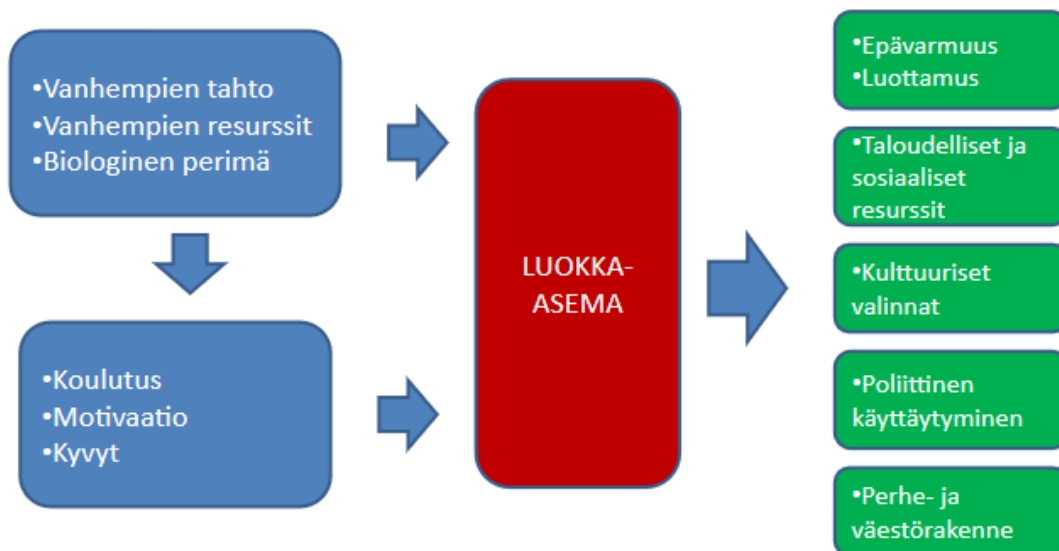 •Vanhempien tahto
•Vanhempien resurssit
•Biologinen perimä
•Koulutus
•Motivaatio
•Kyvyt
LUOKKA-
ASEMA
•Epävarmuus
•Luottamus
•Taloudelliset ja
sosiaaliset
resurssit
•Kulttuuriset
valinnat
•Poliittinen
käyttäytyminen
•Perhe- ja
väestörakenne